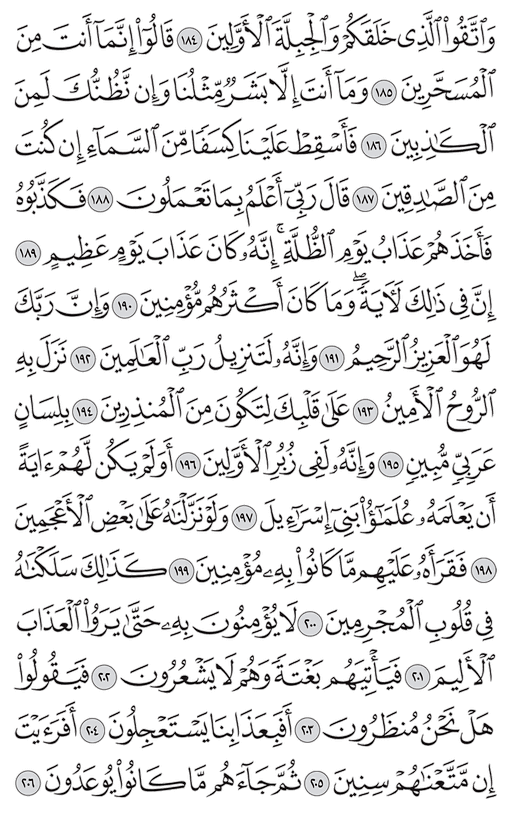 وَٱتَّقُوا۟ ٱلَّذِى خَلَقَكُمْ وَٱلْجِبِلَّةَ ٱلْأَوَّلِينَ ١٨٤ قَالُوٓا۟ إِنَّمَآ أَنتَ مِنَ
ٱلْمُسَحَّرِينَ ١٨٥ وَمَآ أَنتَ إِلَّا بَشَرٌ مِّثْلُنَا وَإِن نَّظُنُّكَ لَمِنَ
ٱلْكَـٰذِبِينَ ١٨٦ فَأَسْقِطْ عَلَيْنَا كِسَفًا مِّنَ ٱلسَّمَآءِ إِن كُنتَ
مِنَ ٱلصَّـٰدِقِينَ ١٨٧ قَالَ رَبِّىٓ أَعْلَمُ بِمَا تَعْمَلُونَ ١٨٨ فَكَذَّبُوهُ
فَأَخَذَهُمْ عَذَابُ يَوْمِ ٱلظُّلَّةِ ۚ إِنَّهُۥ كَانَ عَذَابَ يَوْمٍ عَظِيمٍ ١٨٩
إِنَّ فِى ذَٰلِكَ لَـَٔايَةً ۖ وَمَا كَانَ أَكْثَرُهُم مُّؤْمِنِينَ ١٩٠ وَإِنَّ رَبَّكَ
لَهُوَ ٱلْعَزِيزُ ٱلرَّحِيمُ ١٩١ وَإِنَّهُۥ لَتَنزِيلُ رَبِّ ٱلْعَـٰلَمِينَ ١٩٢ نَزَلَ بِهِ
ٱلرُّوحُ ٱلْأَمِينُ ١٩٣ عَلَىٰ قَلْبِكَ لِتَكُونَ مِنَ ٱلْمُنذِرِينَ ١٩٤ بِلِسَانٍ
عَرَبِىٍّ مُّبِينٍ ١٩٥ وَإِنَّهُۥ لَفِى زُبُرِ ٱلْأَوَّلِينَ ١٩٦ أَوَلَمْ يَكُن لَّهُمْ ءَايَةً
أَن يَعْلَمَهُۥ عُلَمَـٰٓؤُا۟ بَنِىٓ إِسْرَٰٓءِيلَ ١٩٧ وَلَوْ نَزَّلْنَـٰهُ عَلَىٰ بَعْضِ ٱلْأَعْجَمِينَ
١٩٨ فَقَرَأَهُۥ عَلَيْهِم مَّا كَانُوا۟ بِهِۦ مُؤْمِنِينَ ١٩٩ كَذَٰلِكَ سَلَكْنَـٰهُ
فِى قُلُوبِ ٱلْمُجْرِمِينَ ٢٠٠ لَا يُؤْمِنُونَ بِهِۦ حَتَّىٰ يَرَوُا۟ ٱلْعَذَابَ
ٱلْأَلِيمَ ٢٠١ فَيَأْتِيَهُم بَغْتَةً وَهُمْ لَا يَشْعُرُونَ ٢٠٢ فَيَقُولُوا۟
هَلْ نَحْنُ مُنظَرُونَ ٢٠٣ أَفَبِعَذَابِنَا يَسْتَعْجِلُونَ ٢٠٤ أَفَرَءَيْتَ
إِن مَّتَّعْنَـٰهُمْ سِنِينَ ٢٠٥ ثُمَّ جَآءَهُم مَّا كَانُوا۟ يُوعَدُونَ ٢٠٦